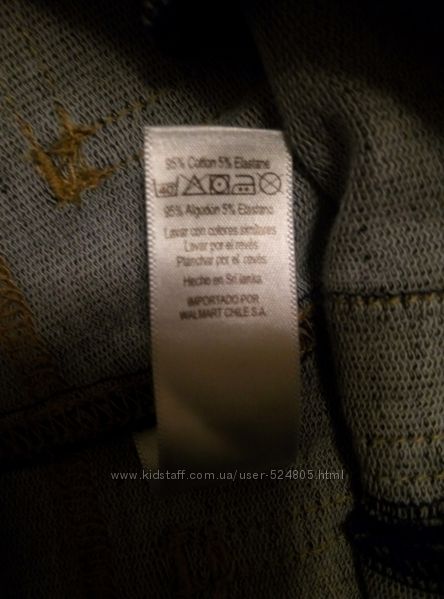 95% Cotton 5% Elastane
95% Algodón 5% Elastano
Lavar con colores similares
Lavar por el revés
Planchar por el revés
Hecho en Sri lanka
IMPORTADO POR
WALMART CHILE S.A.
www.kidstaff.com.ua/user-524805.html